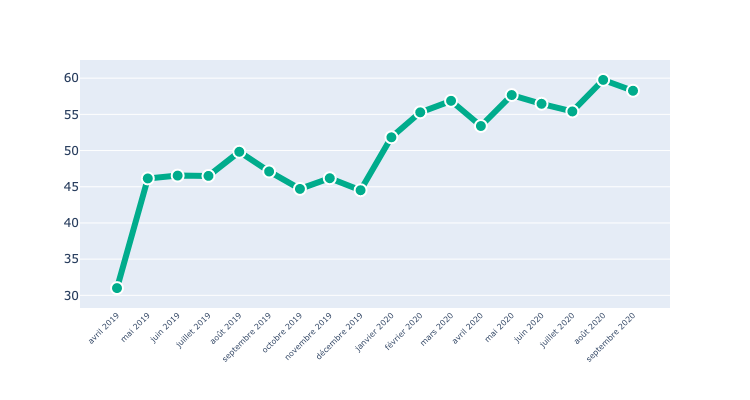 60
55
50
45
40
35
30
avril 2019
mai 2019
juin 2019
juillet 2019
août 2019
septembre 2019
octobre 2019
novembre 2019
décembre 2019
janvier 2020
février 2020
mars 2020
avril 2020
mai 2020
juin 2020
juillet 2020
août 2020
septembre 2020